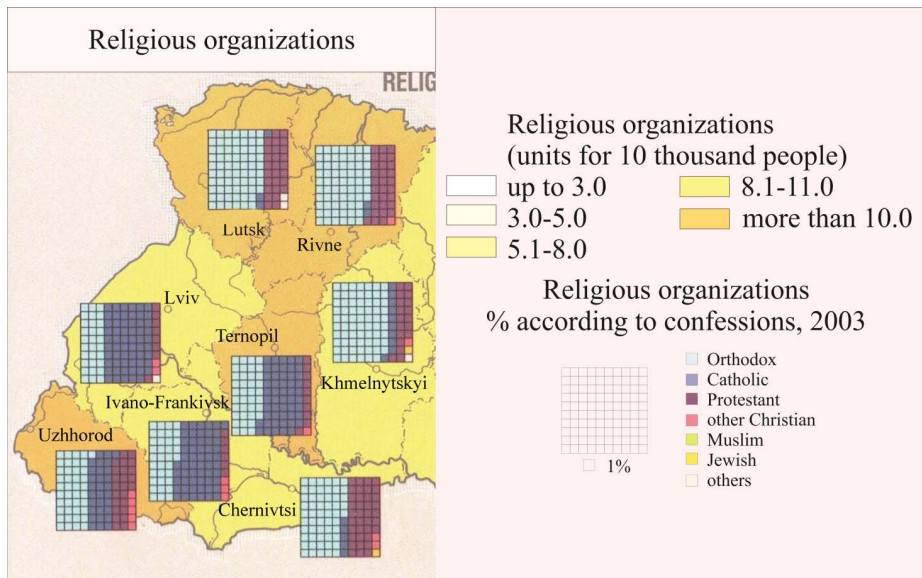 Religious organizations
RELIG
Lutsk
Rivne
Lviv
Ternopil
Khmelnytskyi
Ivano-Frankivsk
Uzhhorod
Chernivtsi
Religious organizations
(units for 10 thousand people)
up to 3.0
3.0-5.0
5.1-8.0
8.1-11.0
more than 10.0
Religious organizations
% according to confessions, 2003
Orthodox
Catholic
Protestant
other Christian
Muslim
Jewish
others
1%